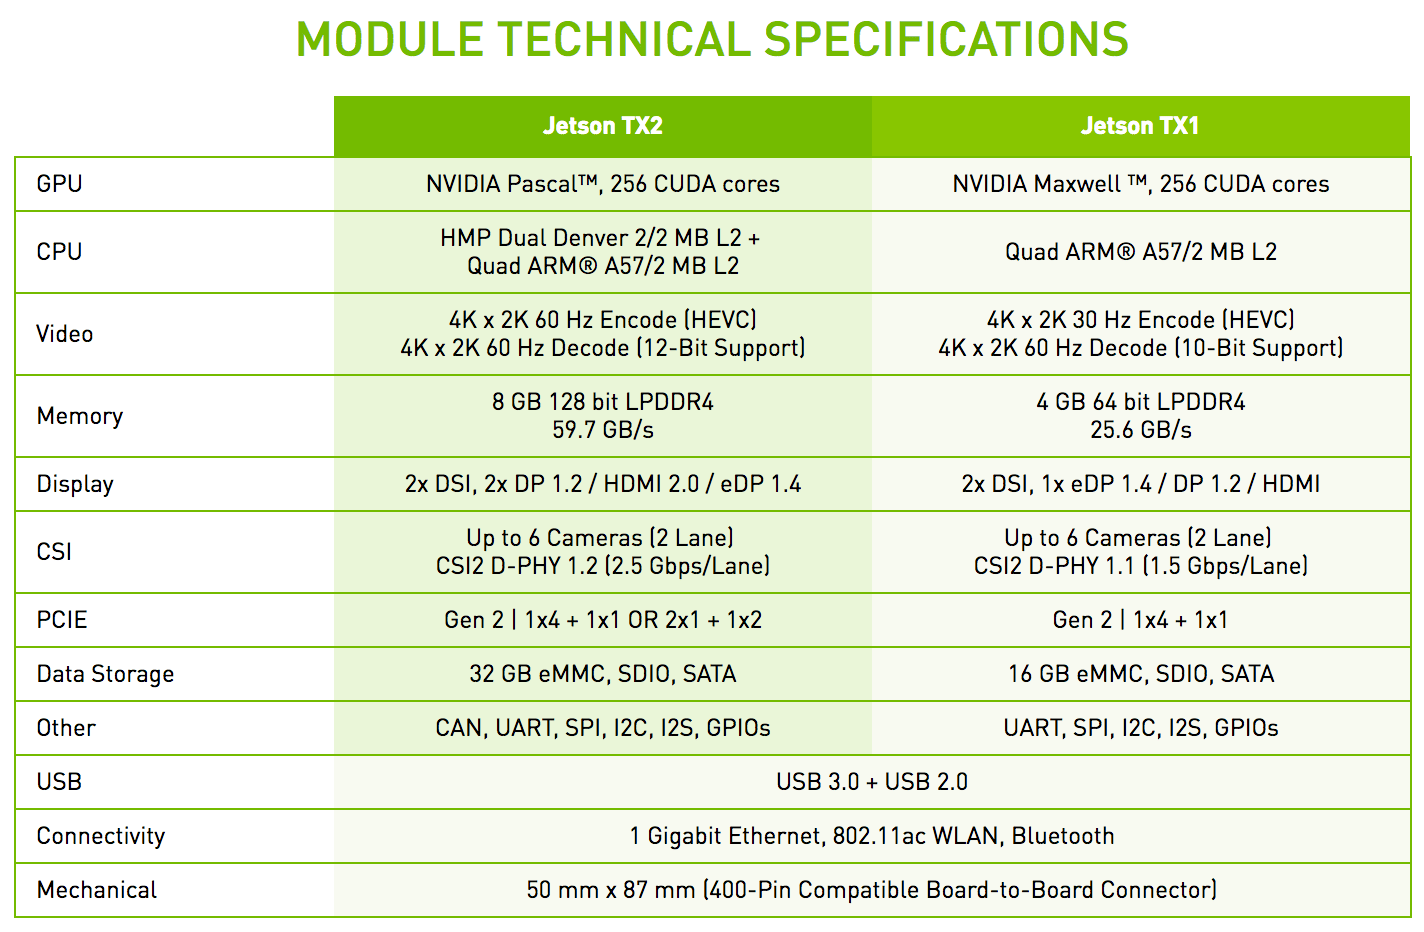 MODULE TECHNICAL SPECIFICATIONS
Jetson TX2 Jetson TX1
GPU NVIDIA Pascal™, 256 CUDA cores NVIDIA Maxwell ™, 256 CUDA cores
CPU HMP Dual Denver 2/2 MB L2 +
Quad ARM® A57/2 MB L2 Quad ARM® A57/2 MB L2
Video 4K x 2K 60 Hz Encode (HEVC) 4K x 2K 30 Hz Encode (HEVC)
4K x 2K 60 Hz Decode (12-Bit Support) 4K x 2K 60 Hz Decode (10-Bit Support)
Memory 8 GB 128 bit LPDDR4 4 GB 64 bit LPDDR4
59.7 GB/s 25.6 GB/s
Display 2x DSI, 2x DP 1.2 / HDMI 2.0 / eDP 1.4 2x DSI, 1x eDP 1.4 / DP 1.2 / HDMI
CSI Up to 6 Cameras (2 Lane) Up to 6 Cameras (2 Lane)
CSI2 D-PHY 1.2 (2.5 Gbps/Lane) CSI2 D-PHY 1.1 (1.5 Gbps/Lane)
PCIE Gen 2 | 1x4 + 1x1 OR 2x1 + 1x2 Gen 2 | 1x4 + 1x1
Data Storage 32 GB eMMC, SDIO, SATA 16 GB eMMC, SDIO, SATA
Other CAN, UART, SPI, I2C, I2S, GPIOs UART, SPI, I2C, I2S, GPIOs
USB USB 3.0 + USB 2.0
Connectivity 1 Gigabit Ethernet, 802.11ac WLAN, Bluetooth
Mechanical 50 mm x 87 mm (400-Pin Compatible Board-to-Board Connector)